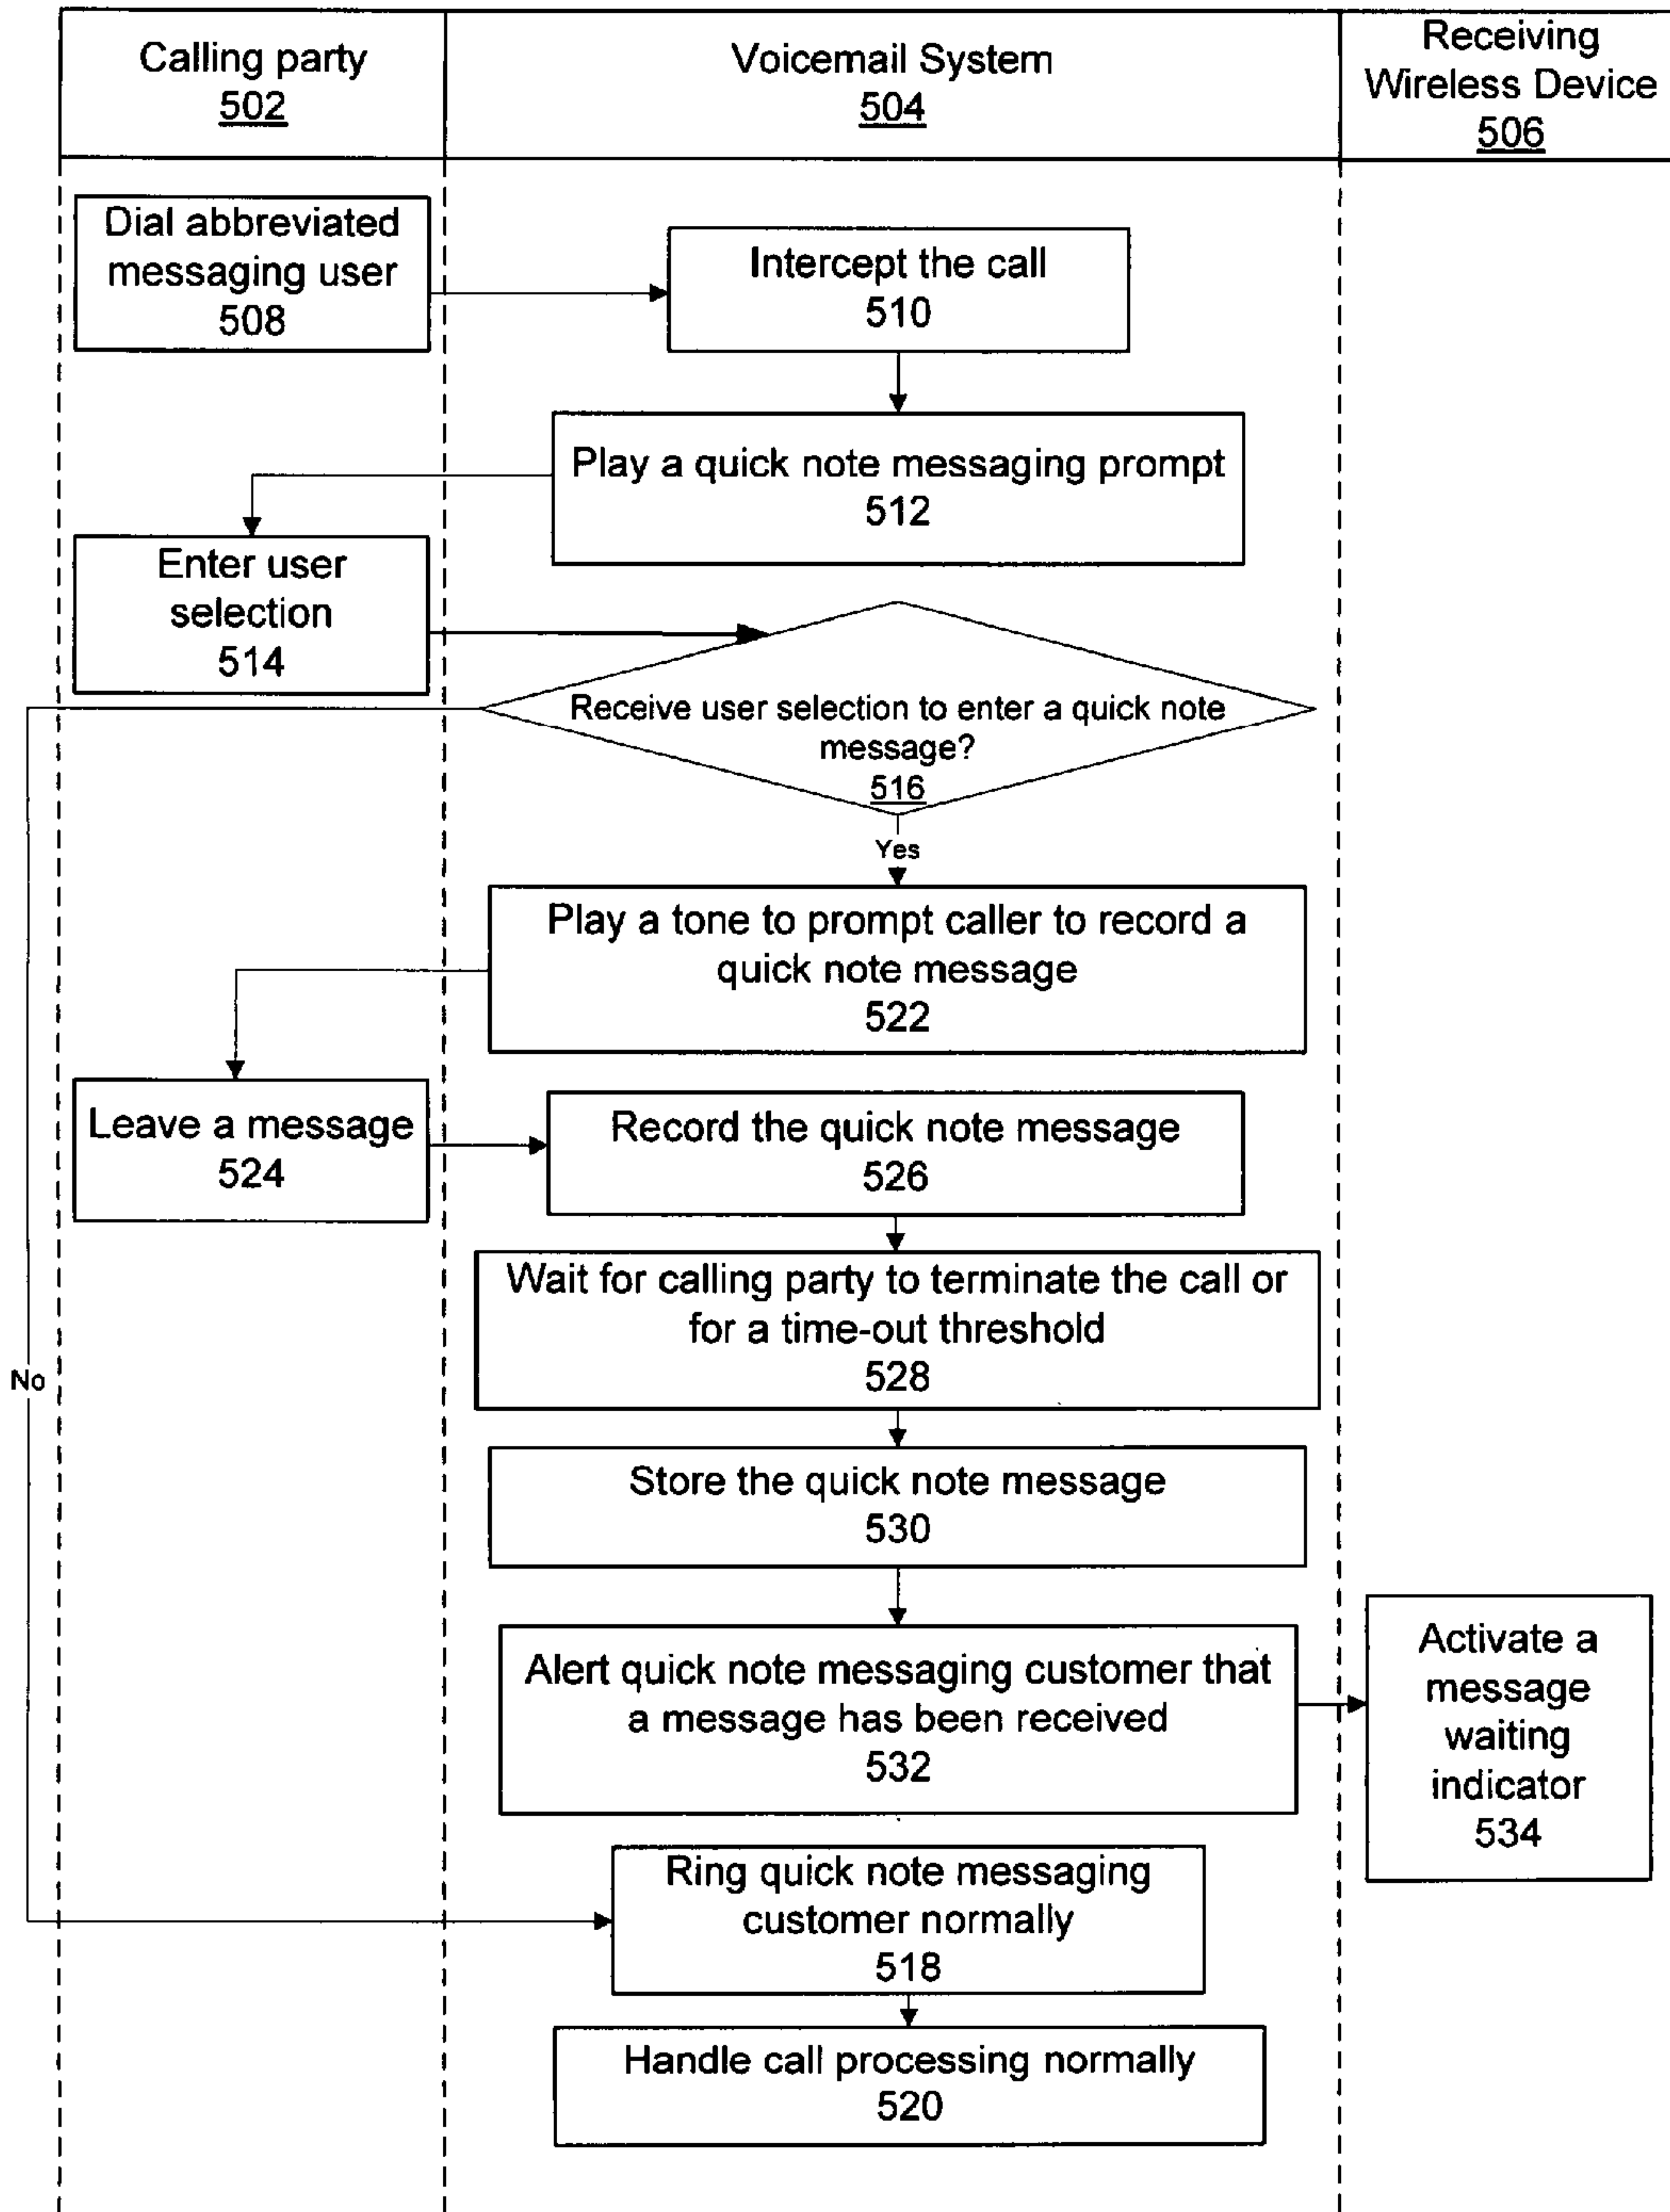 Calling party
502
Voicemail System
504
Receiving
Wireless Device
506
Dial abbreviated
messaging user
508
Intercept the call
510
Play a quick note messaging prompt
512
Enter user
selection
514
Receive user selection to enter a quick note
message?
516
Yes
Play a tone to prompt caller to record a
quick note message
522
Leave a message
524
Record the quick note message
526
Wait for calling party to terminate the call or
for a time-out threshold
528
No
Store the quick note message
530
Alert quick note messaging customer that
a message has been received
532
Activate a
message
waiting
indicator
534
Ring quick note messaging
customer normally
518
Handle call processing normally
520